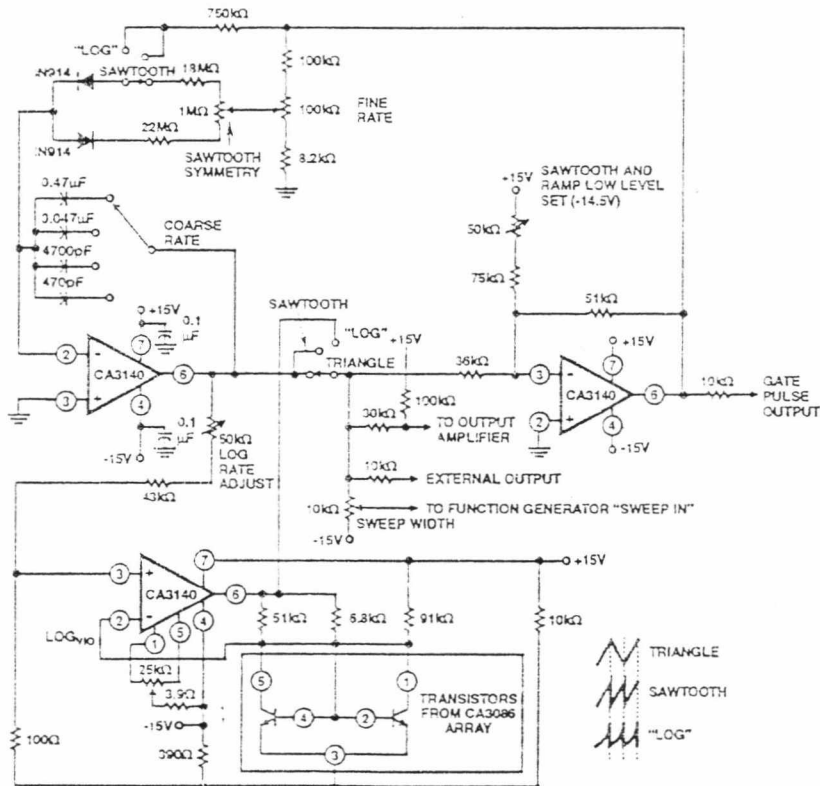 750kΩ
"LOG"
1N914
SAWTOOTH
18MΩ
100kΩ
1MΩ
100kΩ
FINE
RATE
1N914
22MΩ
SAWTOOTH
SYMMETRY
8.2kΩ
0.47μF
0.047μF
4700pF
470pF
COARSE
RATE
+15V
SAWTOOTH AND
RAMP LOW LEVEL
SET (-14.5V)
50kΩ
75kΩ
51kΩ
+15V
0.1
μF
7
2
-
CA3140
6
3
+
4
0.1
μF
-15V
SAWTOOTH
"LOG"
TRIANGLE
+15V
100kΩ
36kΩ
30kΩ
TO OUTPUT
AMPLIFIER
+15V
7
3
-
CA3140
6
2
+
4
-15V
10kΩ
GATE
PULSE
OUTPUT
50kΩ
LOG
RATE
ADJUST
43kΩ
10kΩ
EXTERNAL OUTPUT
10kΩ
TO FUNCTION GENERATOR "SWEEP IN"
SWEEP WIDTH
-15V
7
+15V
3
+
CA3140
6
2
-
LOGVIO
1
5
4
51kΩ
6.8kΩ
91kΩ
10kΩ
25kΩ
3.9Ω
-15V
100Ω
390Ω
5
1
4
2
3
TRANSISTORS
FROM CA3086
ARRAY
TRIANGLE
SAWTOOTH
"LOG"